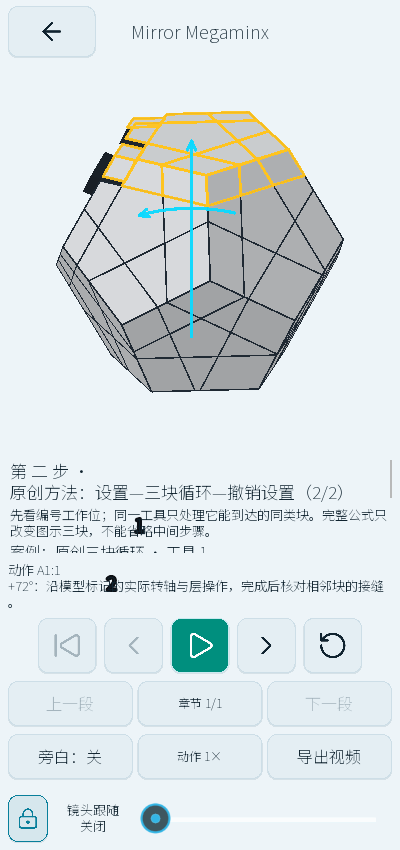 Mirror Megaminx
第二步 ·
原创方法：设置—三块循环—撤销设置（2/2）
先看编号工作位；同一工具只处理它能到达的同类块。完整公式只
改变图示三块，不能省略中间步骤。
1
案例：原创循环 · 工具 1
动作 A1:1
+72°：沿模型标记的实际转轴与层操作，完成后核对相邻块的接缝
。
2
上一段
章节 1/1
下一段
旁白：关
动作 1×
导出视频
镜头跟随
关闭